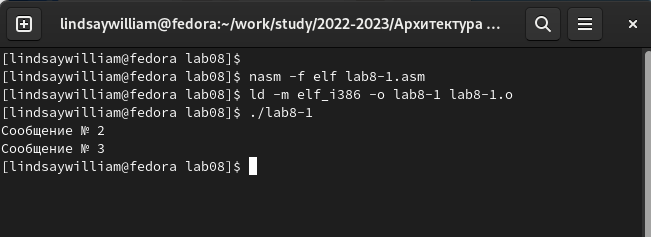 lindsaywilliam@fedora:~/work/study/2022-2023/Архитектура ...
[lindsaywilliam@fedora lab08]$
[lindsaywilliam@fedora lab08]$ nasm -f elf lab8-1.asm
[lindsaywilliam@fedora lab08]$ ld -m elf_i386 -o lab8-1 lab8-1.o
[lindsaywilliam@fedora lab08]$ ./lab8-1
Сообщение № 2
Сообщение № 3
[lindsaywilliam@fedora lab08]$